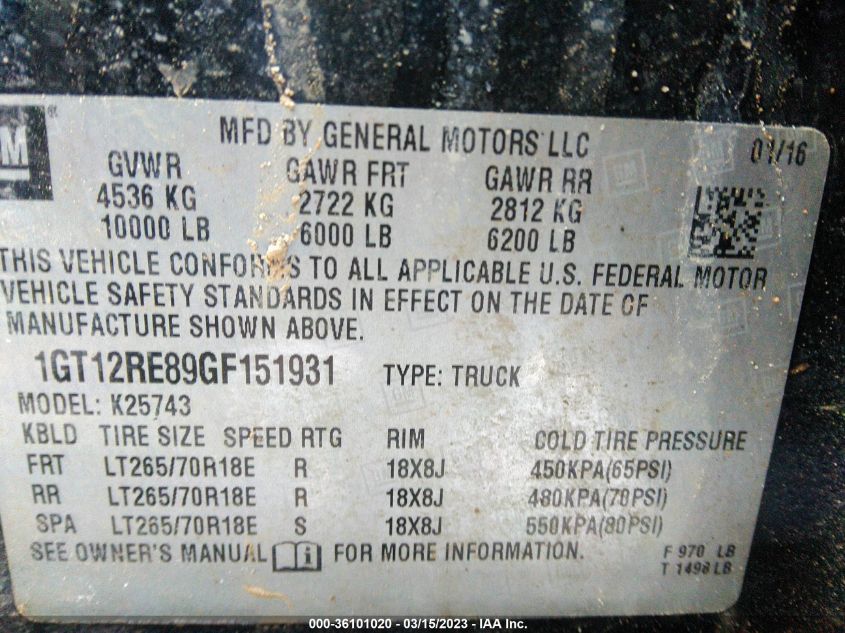 GM
MFD BY GENERAL MOTORS LLC 01/16
GVWR GAWR FRT GAWR RR
4536 KG 2722 KG 2812 KG
10000 LB 6000 LB 6200 LB
THIS VEHICLE CONFORMS TO ALL APPLICABLE U.S. FEDERAL MOTOR
VEHICLE SAFETY STANDARDS IN EFFECT ON THE DATE OF
MANUFACTURE SHOWN ABOVE.
1GT12RE89GF151931 TYPE: TRUCK
MODEL: K25743
KBLD TIRE SIZE SPEED RTG RIM COLD TIRE PRESSURE
FRT LT265/70R18E R 18X8J 450KPA(65PSI)
RR LT265/70R18E R 18X8J 480KPA(70PSI)
SPA LT265/70R18E S 18X8J 550KPA(80PSI)
SEE OWNER'S MANUAL FOR MORE INFORMATION. F 970 LB
T 1498 LB
000-36101020 - 03/15/2023 - IAA Inc.